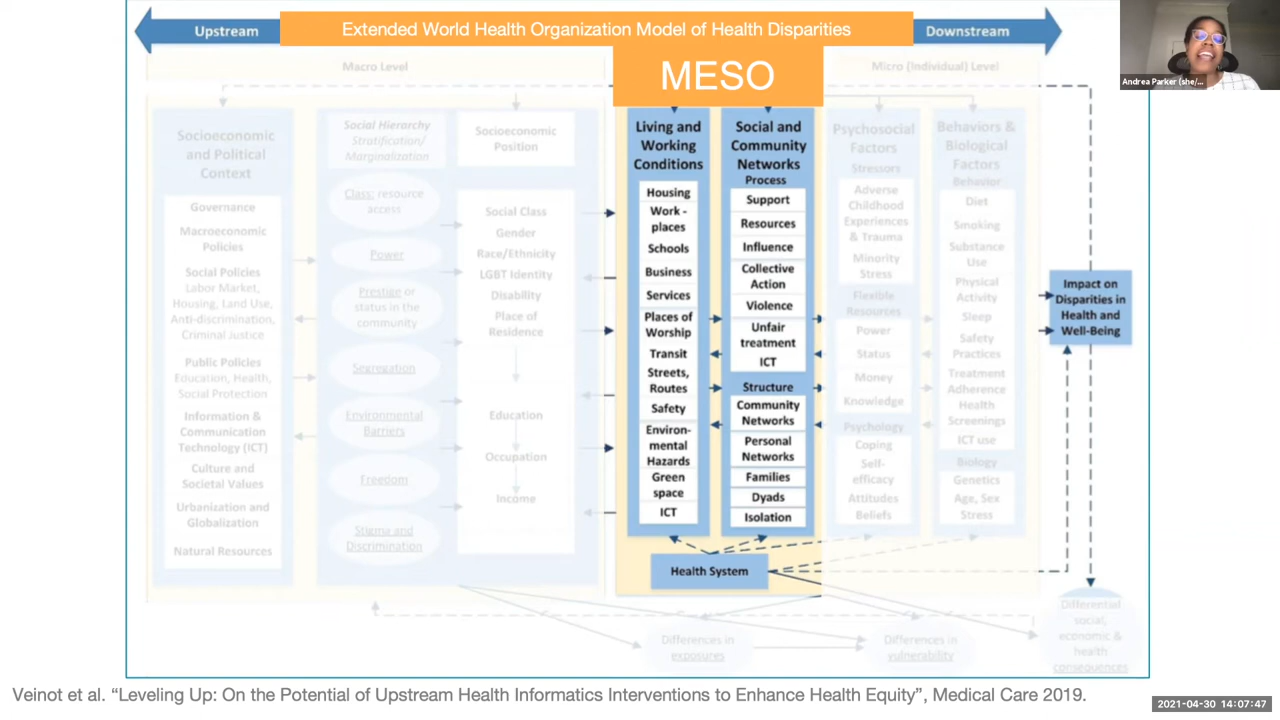 Upstream
Extended World Health Organization Model of Health Disparities
Downstream
Macro Level
MESO
Micro (Individual) Level
Andrea Parker (she/...
Socioeconomic
and Political
Context
Governance
Macroeconomic
Policies
Social Policies
Labor Market,
Housing, Land Use,
Anti-discrimination,
Criminal Justice
Public Policies
Education, Health,
Social Protection
Information &
Communication
Technology (ICT)
Culture and
Societal Values
Urbanization and
Globalization
Natural Resources
Social Hierarchy
Stratification/
Marginalization
Class: resource
access
Power
Prestige or
status in the
community
Segregation
Environmental
Barriers
Freedom
Stigma and
Discrimination
Socioeconomic
Position
Social Class
Gender
Race/Ethnicity
LGBT Identity
Disability
Place of
Residence
Education
Occupation
Income
Living and
Working
Conditions
Housing
Work -
places
Schools
Business
Services
Places of
Worship
Transit
Streets,
Routes
Safety
Environ-
mental
Hazards
Green
space
ICT
Social and
Community
Networks
Process
Support
Resources
Influence
Collective
Action
Violence
Unfair
treatment
ICT
Structure
Community
Networks
Personal
Networks
Families
Dyads
Isolation
Psychosocial
Factors
Stressors
Adverse
Childhood
Experiences
& Trauma
Minority
Stress
Flexible
Resources
Power
Status
Money
Knowledge
Psychology
Coping
Self-
efficacy
Attitudes
Beliefs
Behaviors &
Biological
Factors
Behavior
Diet
Smoking
Substance
Use
Physical
Activity
Sleep
Safety
Practices
Treatment
Adherence
Health
Screenings
ICT use
Biology
Genetics
Age, Sex
Stress
Impact on
Disparities in
Health and
Well-Being
Health System
Differences in
exposures
Differences in
vulnerability
Differential
social,
economic &
health
consequences
Veinot et al. “Leveling Up: On the Potential of Upstream Health Informatics Interventions to Enhance Health Equity”, Medical Care 2019.
2021-04-30 14:07:47